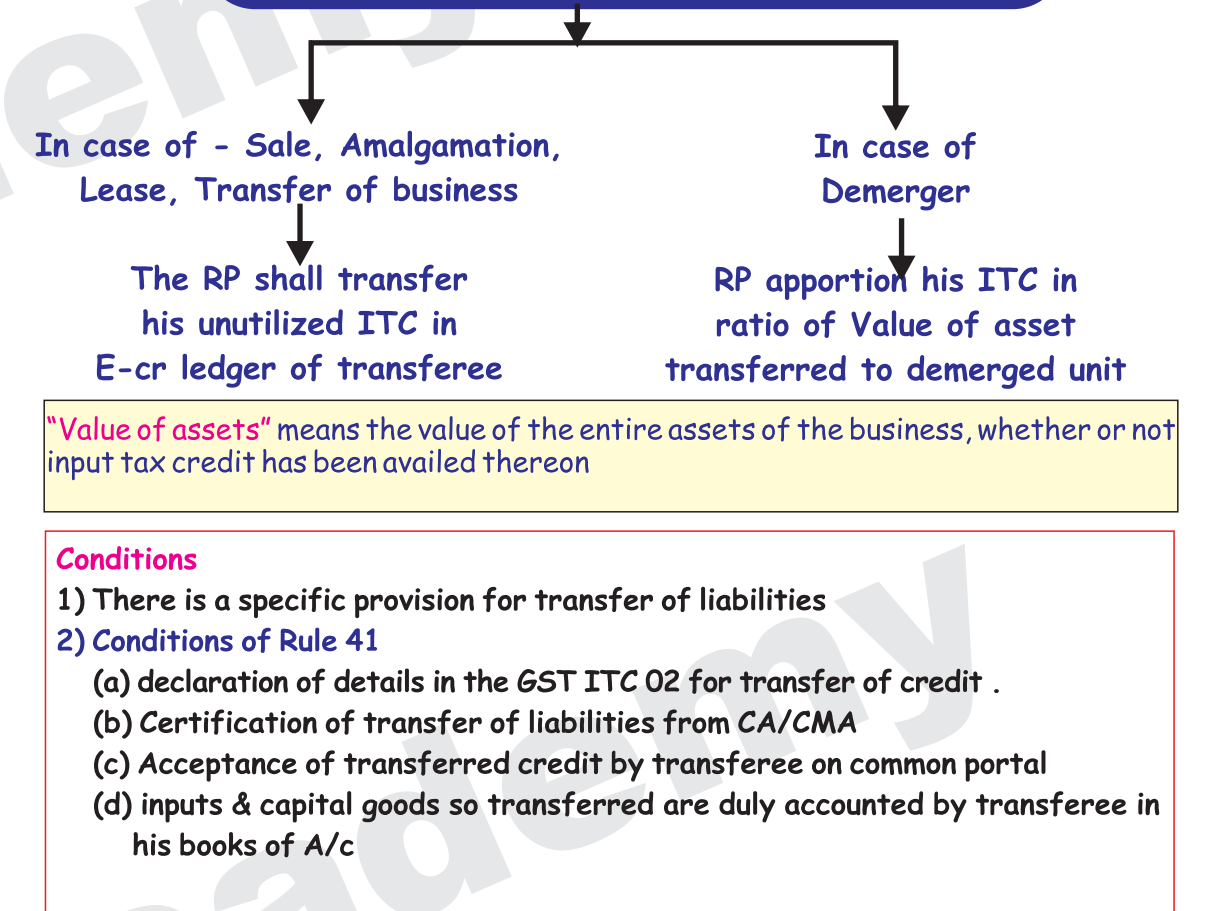 In case of - Sale, Amalgamation,
Lease, Transfer of business
The RP shall transfer
his unutilized ITC in
E-cr ledger of transferee
In case of
Demerger
RP apportion his ITC in
ratio of Value of asset
transferred to demerged unit
"Value of assets" means the value of the entire assets of the business, whether or not
input tax credit has been availed thereon
Conditions
1) There is a specific provision for transfer of liabilities
2) Conditions of Rule 41
(a) declaration of details in the GST ITC 02 for transfer of credit .
(b) Certification of transfer of liabilities from CA/CMA
(c) Acceptance of transferred credit by transferee on common portal
(d) inputs & capital goods so transferred are duly accounted by transferee in
his books of A/c